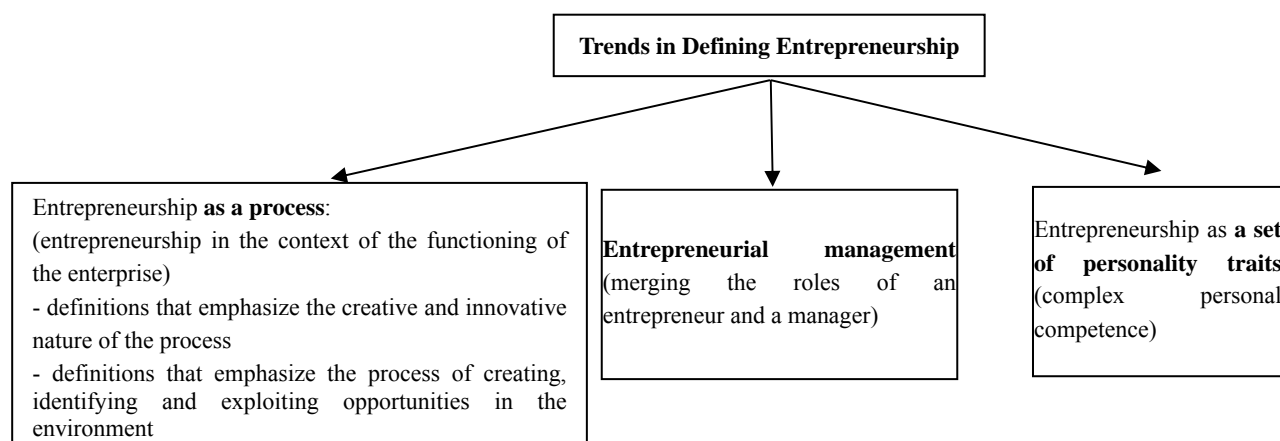 Trends in Defining Entrepreneurship
Entrepreneurship as a process:
(entrepreneurship in the context of the functioning of
the enterprise)
- definitions that emphasize the creative and innovative
nature of the process
- definitions that emphasize the process of creating,
identifying and exploiting opportunities in the
environment
Entrepreneurial management
(merging the roles of an
entrepreneur and a manager)
Entrepreneurship as a set
of personality traits
(complex personal
competence)